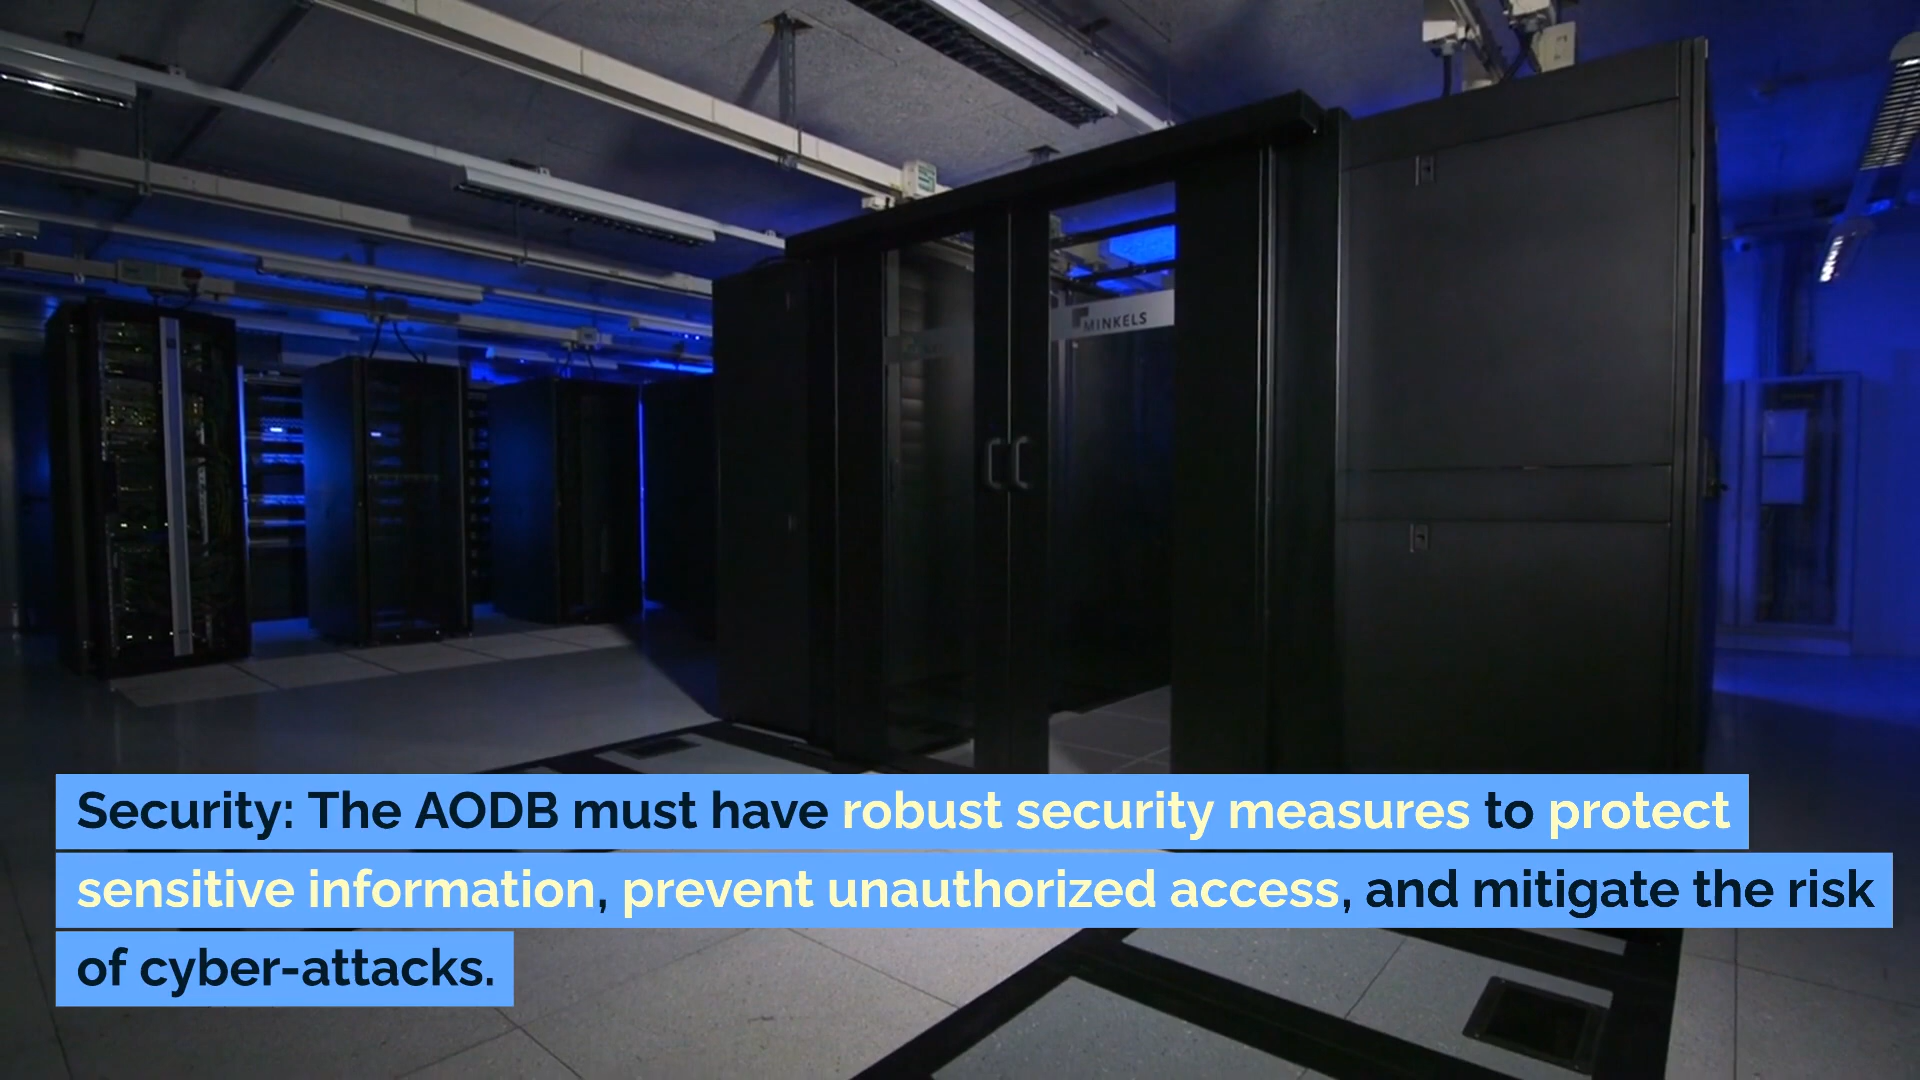 MINKELS
Security: The AODB must have robust security measures to protect
sensitive information, prevent unauthorized access, and mitigate the risk
of cyber-attacks.